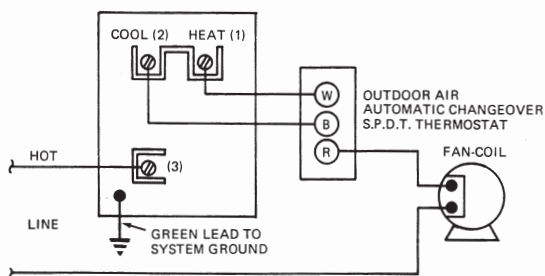 COOL (2) HEAT (1)
W
OUTDOOR AIR
AUTOMATIC CHANGEOVER
B
S.P.D.T. THERMOSTAT
R
FAN-COIL
HOT
(3)
LINE
GREEN LEAD TO
SYSTEM GROUND